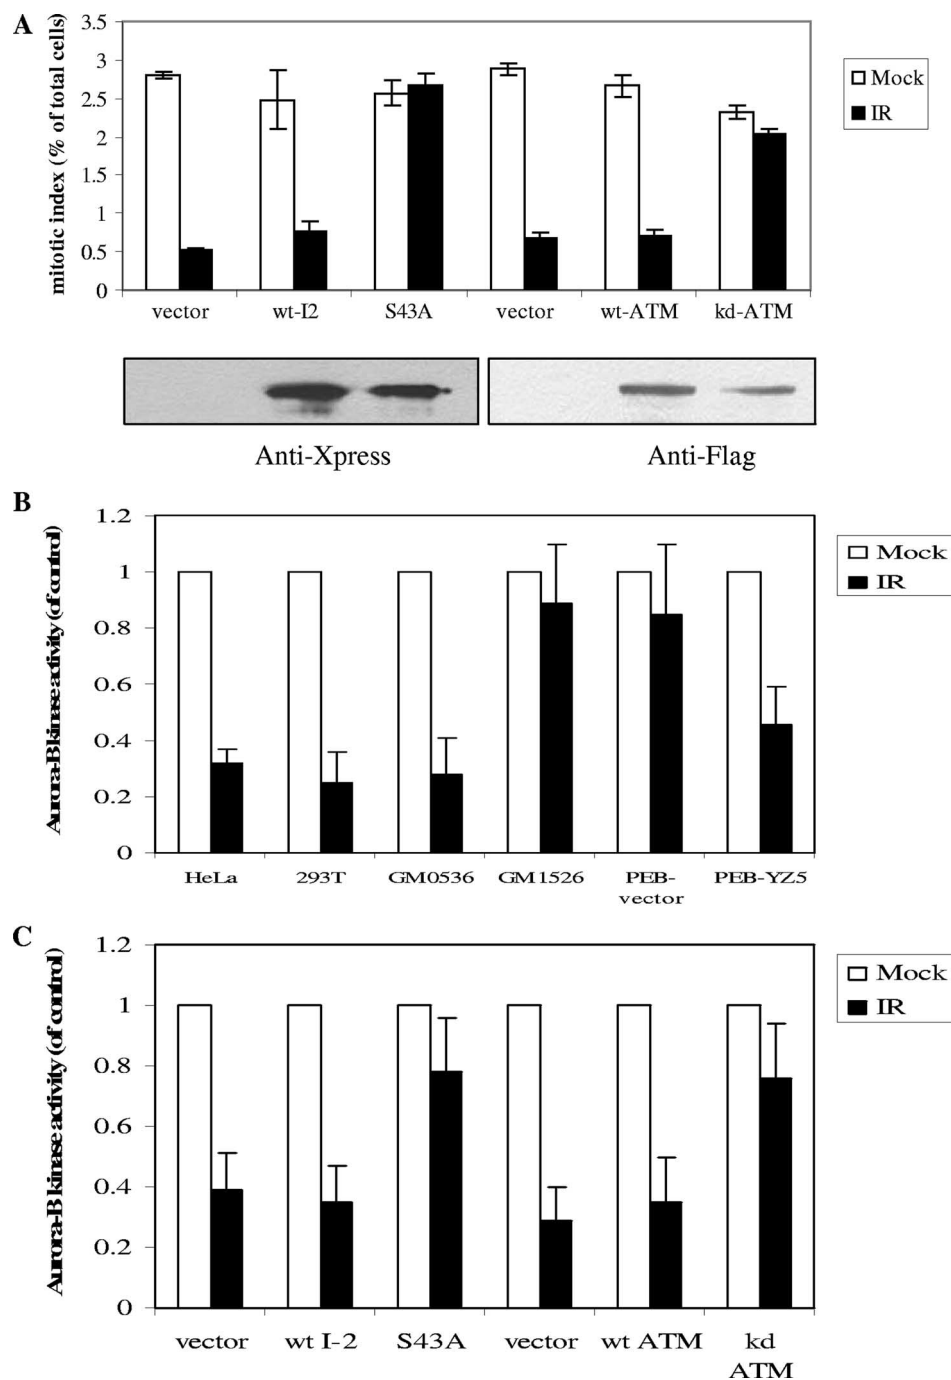 A
mitotic index (% of total cells)
3.5
3
2.5
2
1.5
1
0.5
0
vector
wt-I2
S43A
vector
wt-ATM
kd-ATM
Mock
IR
Anti-Xpress
Anti-Flag
B
Aurora-B kinase activity (of control)
1.2
1
0.8
0.6
0.4
0.2
0
HeLa
293T
GM0536
GM1526
PEB-
vector
PEB-YZ5
Mock
IR
C
Aurora-B kinase activity (of control)
1.2
1
0.8
0.6
0.4
0.2
0
vector
wt I-2
S43A
vector
wt ATM
kd
ATM
Mock
IR